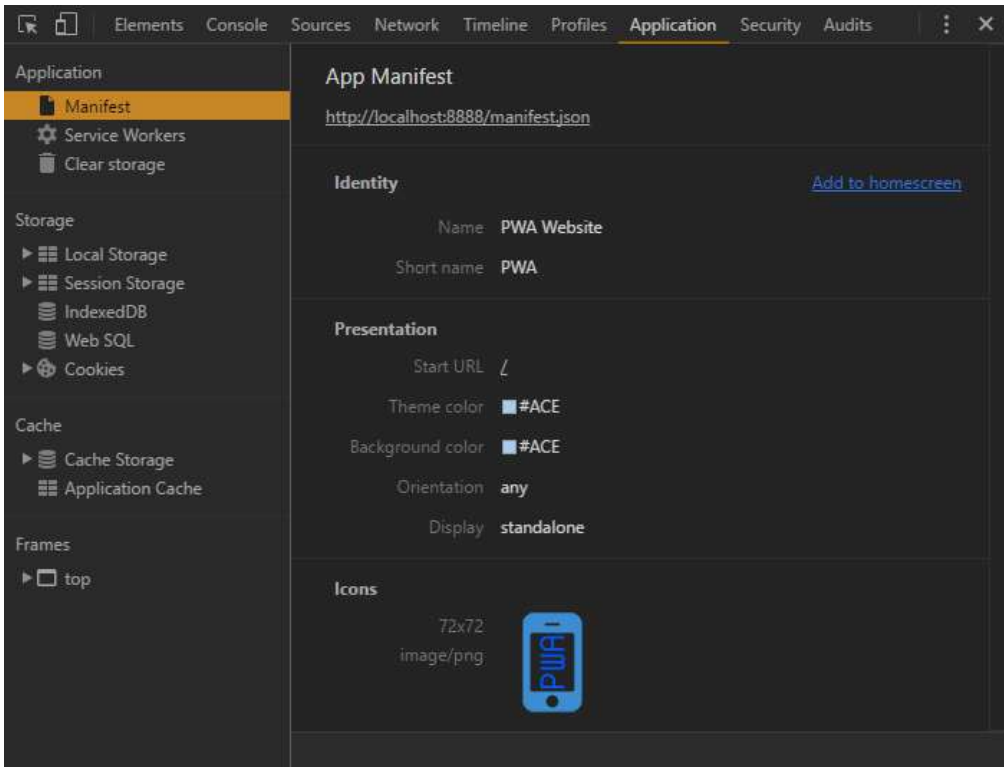 Elements Console Sources Network Timeline Profiles Application Security Audits
Application
Manifest
Service Workers
Clear storage
Storage
Local Storage
Session Storage
IndexedDB
Web SQL
Cookies
Cache
Cache Storage
Application Cache
Frames
top
App Manifest
http://localhost:8888/manifest.json
Identity Add to homescreen
Name PWA Website
Short name PWA
Presentation
Start URL /
Theme color #ACE
Background color #ACE
Orientation any
Display standalone
Icons
72x72
image/png
PWA